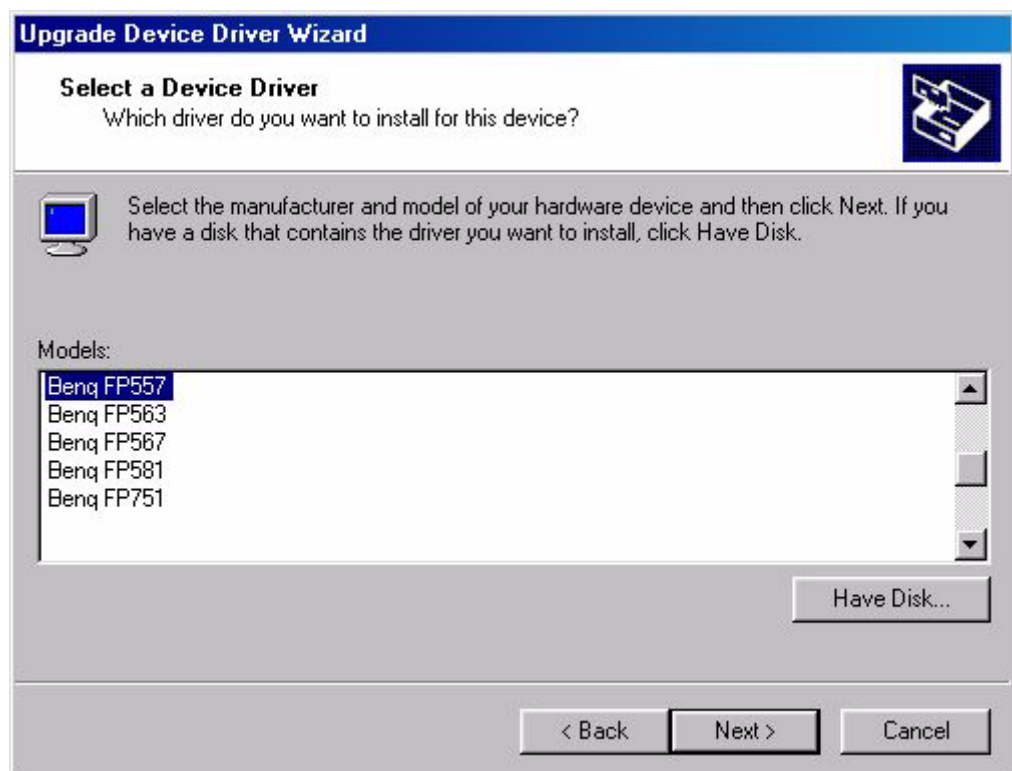 Upgrade Device Driver Wizard
Select a Device Driver
Which driver do you want to install for this device?
Select the manufacturer and model of your hardware device and then click Next. If you
have a disk that contains the driver you want to install, click Have Disk.
Models:
Benq FP557
Benq FP563
Benq FP567
Benq FP581
Benq FP751
Have Disk...
< Back
Next >
Cancel